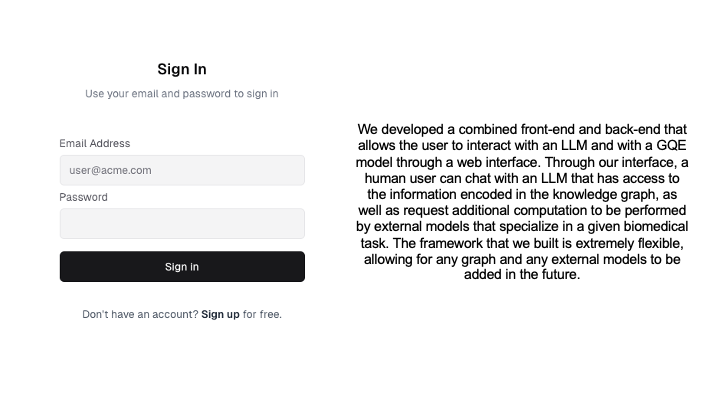 Sign In
Use your email and password to sign in
Email Address
user@acme.com
Password
Sign in
Don't have an account? Sign up for free.
We developed a combined front-end and back-end that
allows the user to interact with an LLM and with a GQE
model through a web interface. Through our interface, a
human user can chat with an LLM that has access to
the information encoded in the knowledge graph, as
well as request additional computation to be performed
by external models that specialize in a given biomedical
task. The framework that we built is extremely flexible,
allowing for any graph and any external models to be
added in the future.